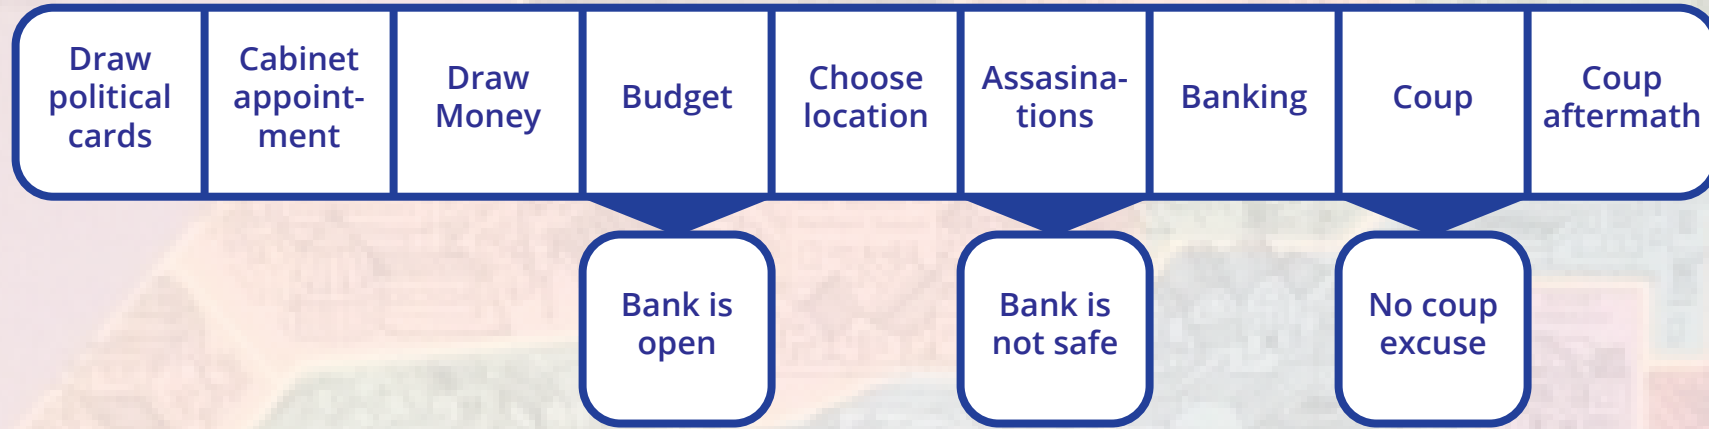 Draw
political
cards
Cabinet
appoint-
ment
Draw
Money
Budget
Choose
location
Assasina-
tions
Banking
Coup
Coup
aftermath
Bank is
open
Bank is
not safe
No coup
excuse